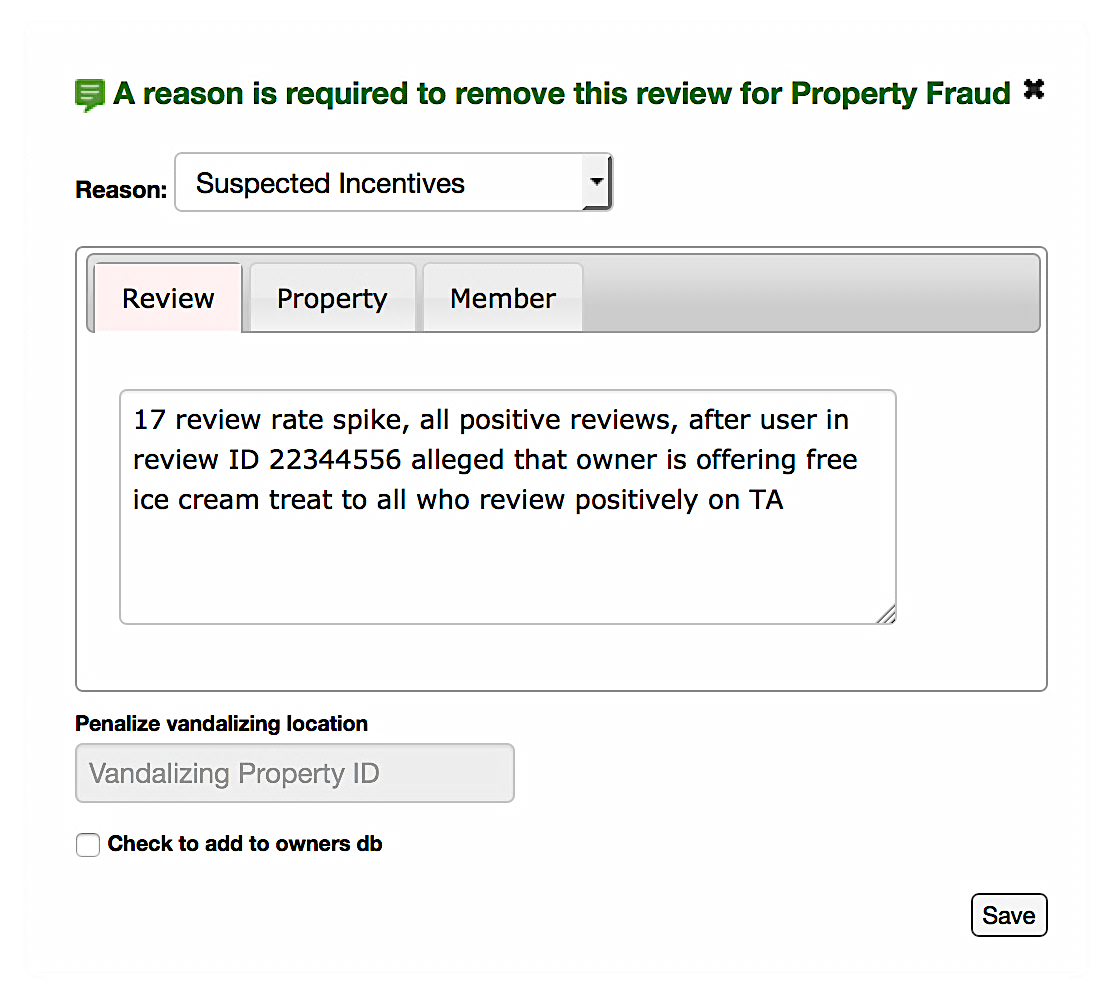 A reason is required to remove this review for Property Fraud ✖
Reason: Suspected Incentives
Review Property Member
17 review rate spike, all positive reviews, after user in
review ID 22344556 alleged that owner is offering free
ice cream treat to all who review positively on TA
Penalize vandalizing location
Vandalizing Property ID
Check to add to owners db
Save